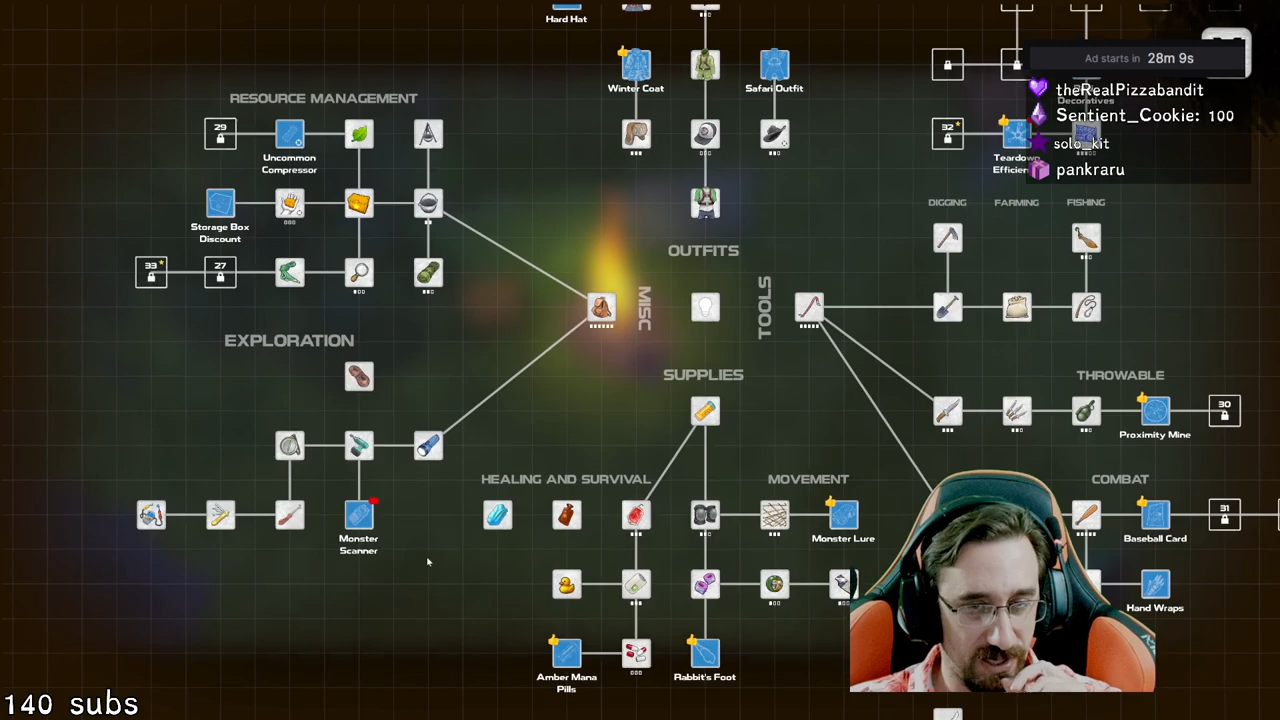 Hard Hat
Ad starts in 28m 9s
Winter Coat
Safari Outfit
theRealPizzabandit
Decoratives
Sentient_Cookie: 100
RESOURCE MANAGEMENT
29
32
Uncommon
Compressor
solo_kit
pankraru
Storage Box
Discount
DIGGING
FARMING
FISHING
OUTFITS
33
27
MISC
TOOLS
EXPLORATION
SUPPLIES
THROWABLE
30
Proximity Mine
HEALING AND SURVIVAL
MOVEMENT
COMBAT
31
Monster
Scanner
Monster Lure
Baseball Card
Hand Wraps
Amber Mana
Pills
Rabbit's Foot
140 subs